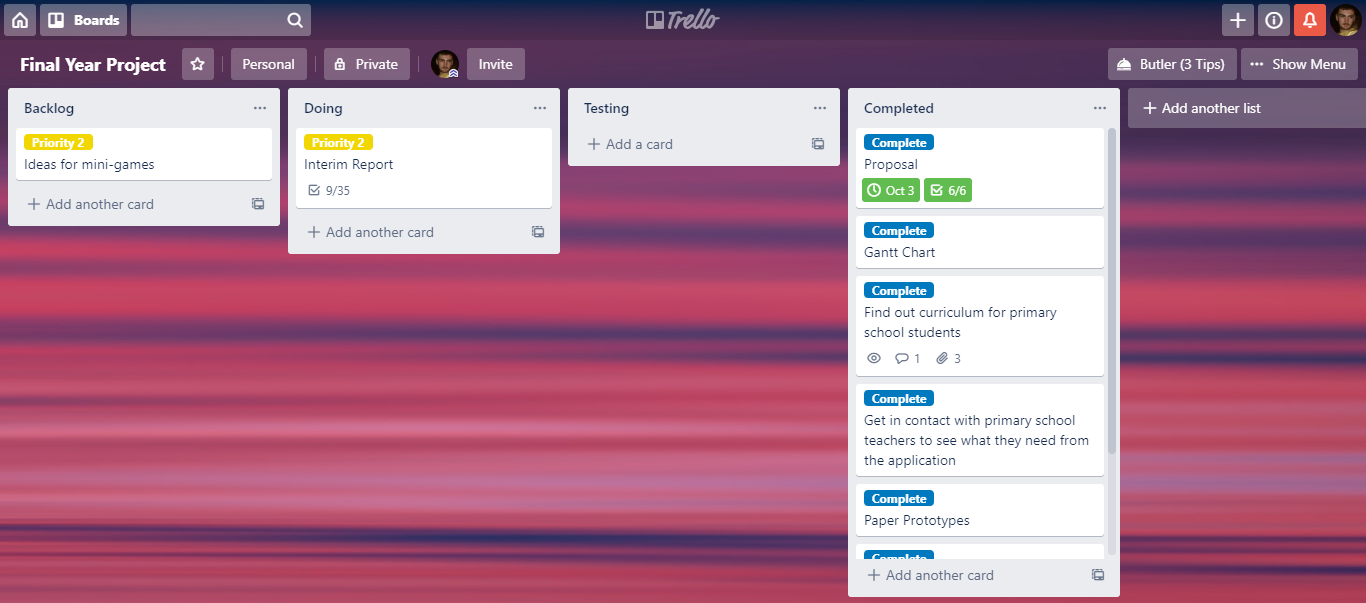 Boards
Trello
Final Year Project
Personal
Private
Invite
Butler (3 Tips)
Show Menu
Backlog
Priority 2
Ideas for mini-games
Add another card
Doing
Priority 2
Interim Report
9/35
Add another card
Testing
Add a card
Completed
Complete
Proposal
Oct 3
6/6
Complete
Gantt Chart
Complete
Find out curriculum for primary
school students
1
3
Complete
Get in contact with primary school
teachers to see what they need from
the application
Complete
Paper Prototypes
Complete
Add another card
Add another list